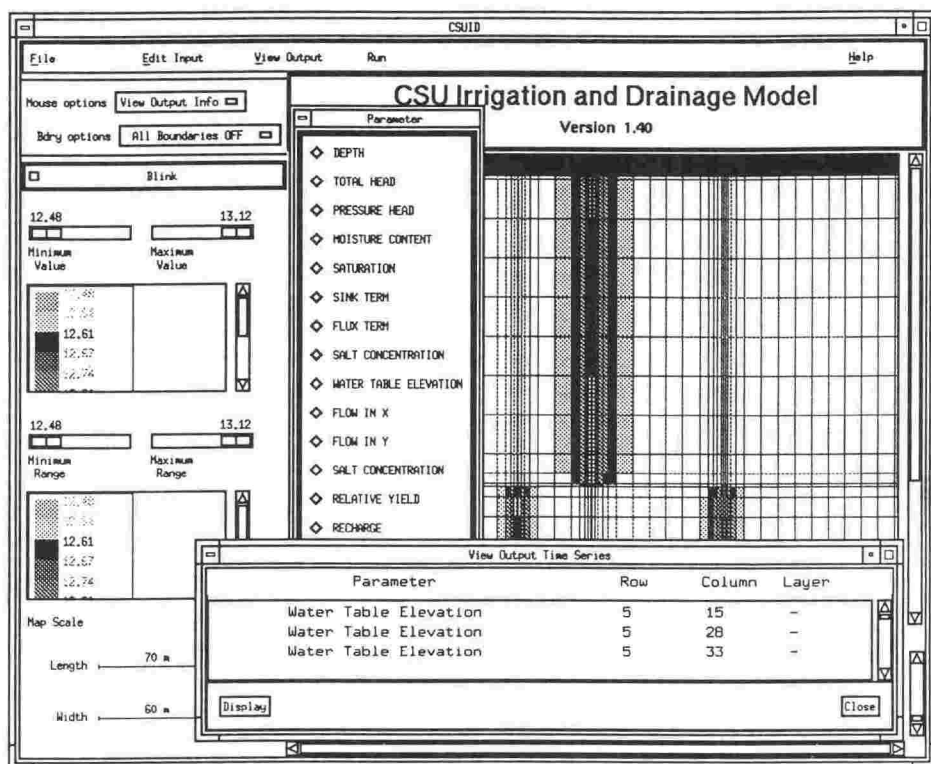 CSUID
File Edit Input View Output Run Help
Mouse options View Output Info
Bdry options All Boundaries OFF
CSU Irrigation and Drainage Model
Version 1.40
Blink
12.48 13.12
Minimum Value Maximum Value
12.61
12.67
12.74
12.48 13.12
Minimum Range Maximum Range
12.61
12.67
12.74
Map Scale
Length 70 m
Width 60 m
Parameter
DEPTH
TOTAL HEAD
PRESSURE HEAD
MOISTURE CONTENT
SATURATION
SINK TERM
FLUX TERM
SALT CONCENTRATION
WATER TABLE ELEVATION
FLOW IN X
FLOW IN Y
SALT CONCENTRATION
RELATIVE YIELD
RECHARGE
View Output Time Series
Parameter Row Column Layer
Water Table Elevation 5 15 -
Water Table Elevation 5 28 -
Water Table Elevation 5 33 -
Display Close